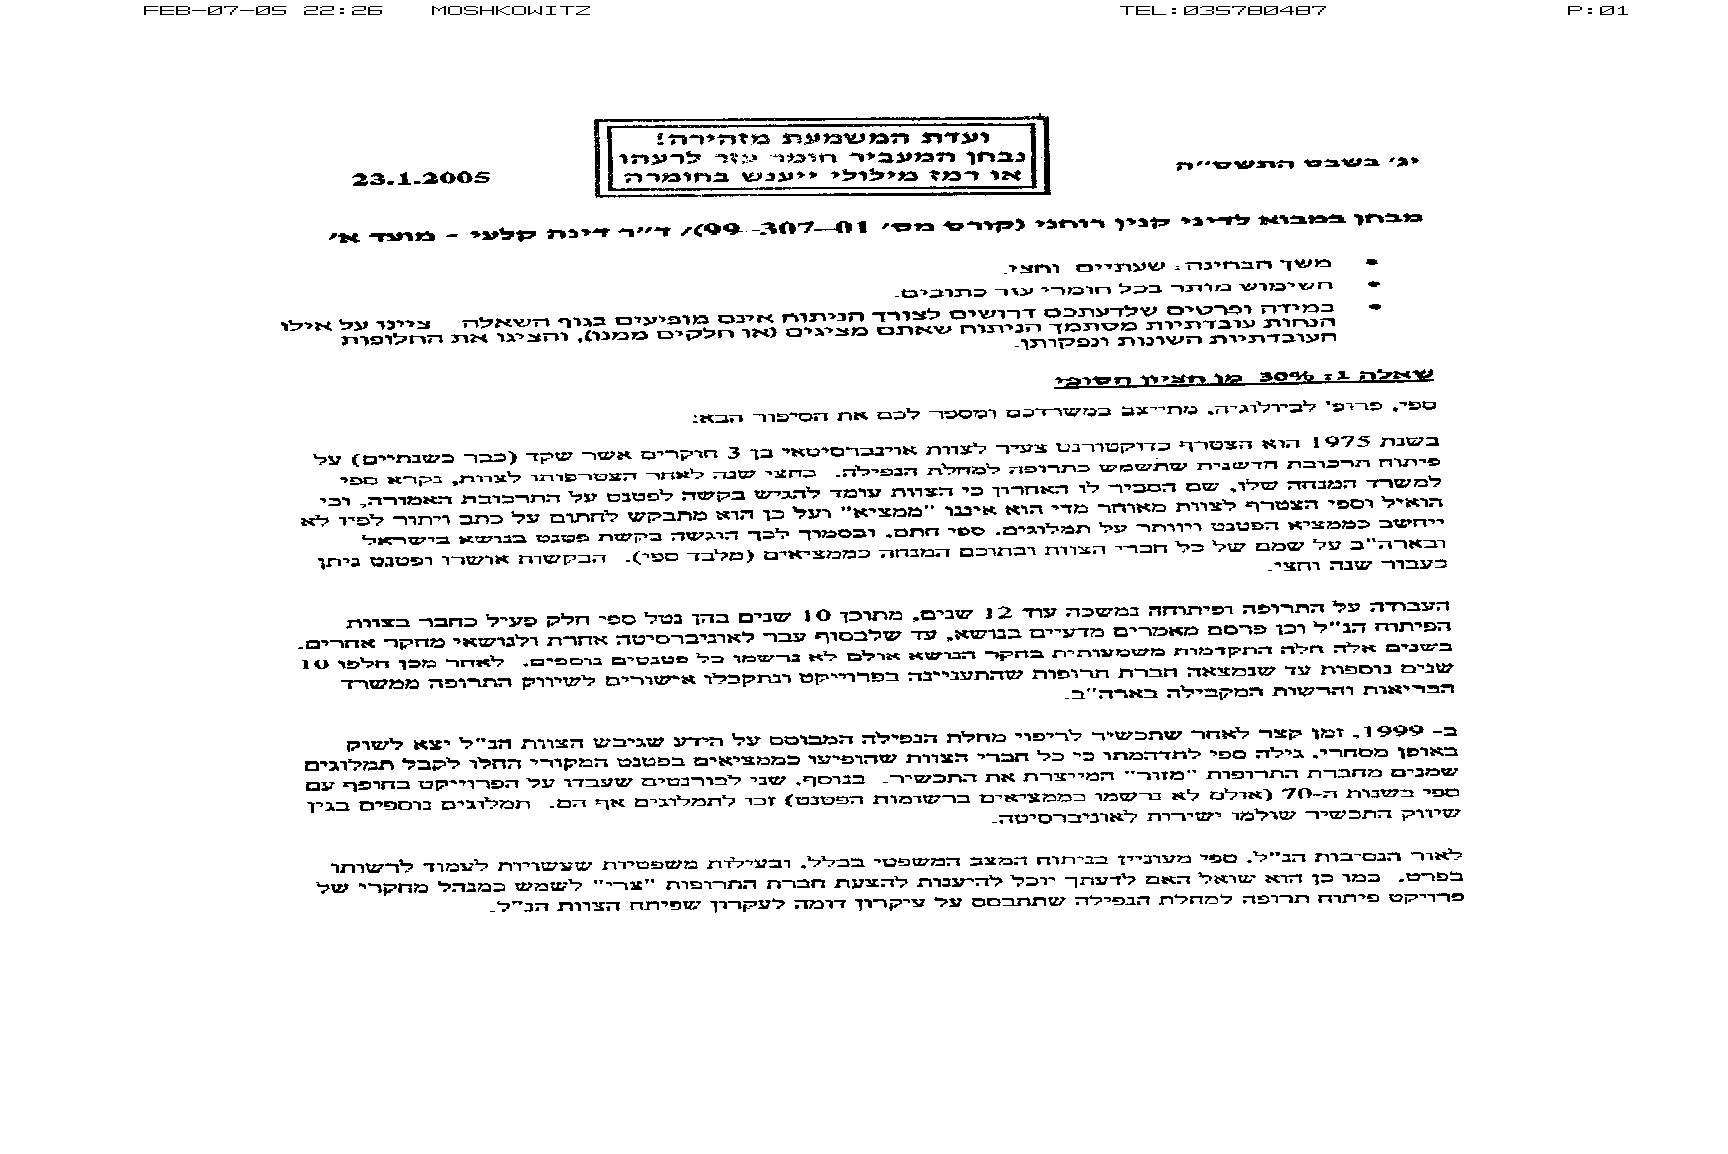 FEB-07-05 22:26 MOSHKOWITZ TEL:035780487 P:01
ועדת המשמעת מזהירה!
נבחן המעביר חומר עזר לרעהו
או רמז מילולי ייענש בחומרה
יג' בשבט התשס"ה
23.1.2005
מבחן במבוא לדיני קנין רוחני (קורס מס' 99-307-01)/ ד"ר דינה קלעי - מועד א'
• משך הבחינה: שעתיים וחצי.
• השימוש מותר בכל חומרי עזר כתובים.
• במידה ופרטים שלדעתכם דרושים לצורך הניתוח אינם מופיעים בגוף השאלה ציינו על אילו
הנחות עובדתיות מסתמך הניתוח שאתם מציגים (או חלקים ממנו), והציגו את החלופות
העובדתיות השונות ונפקותן.
שאלה 1: 30% מן הציון הסופי
ספי, פרופ' לביולוגיה, מתייצב במשרדכם ומספר לכם את הסיפור הבא:
בשנת 1975 הוא הצטרף כדוקטורנט צעיר לצוות אוניברסיטאי בן 3 חוקרים אשר שקד (כבר כשנתיים) על
פיתוח תרכובת חדשנית שתשמש כתרופה למחלת הנפילה. כחצי שנה לאחר הצטרפותו לצוות, נקרא ספי
למשרד המנחה שלו, שם הסביר לו האחרון כי הצוות עומד להגיש בקשה לפטנט על התרכובת האמורה, וכי
הואיל וספי הצטרף לצוות מאוחר מדי הוא איננו "ממציא" ועל כן הוא מתבקש לחתום על כתב ויתור לפיו לא
ייחשב כממציא הפטנט ויוותר על תמלוגים. ספי חתם, ובסמוך לכך הוגשה בקשת פטנט בנושא בישראל
ובארה"ב על שמם של כל חברי הצוות ובתוכם המנחה כממציאים (מלבד ספי). הבקשות אושרו ופטנט ניתן
כעבור שנה וחצי.
העבודה על התרופה ופיתוחה נמשכה עוד 12 שנים, מתוכן 10 שנים בהן נטל ספי חלק פעיל כחבר בצוות
הפיתוח הנ"ל וכן פרסם מאמרים מדעיים בנושא, עד שלבסוף עבר לאוניברסיטה אחרת ולנושאי מחקר אחרים.
בשנים אלה חלה התקדמות משמעותית בחקר הנושא אולם לא נרשמו כל פטנטים נוספים. לאחר מכן חלפו 10
שנים נוספות עד שנמצאה חברת תרופות שהתעניינה בפרוייקט ונתקבלו אישורים לשיווק התרופה ממשרד
הבריאות והרשות המקבילה בארה"ב.
ב- 1999, זמן קצר לאחר שתכשיר לריפוי מחלת הנפילה המבוסס על הידע שגיבש הצוות הנ"ל יצא לשוק
באופן מסחרי, גילה ספי לתדהמתו כי כל חברי הצוות שהופיעו כממציאים בפטנט המקורי החלו לקבל תמלוגים
שמנים מחברת התרופות "מזור" המייצרת את התכשיר. בנוסף, שני לבורנטים שעבדו על הפרוייקט בחופף עם
ספי בשנות ה-70 (אולם לא נרשמו כממציאים ברשומות הפטנט) זכו לתמלוגים אף הם. תמלוגים נוספים בגין
שיווק התכשיר שולמו ישירות לאוניברסיטה.
לאור הנסיבות הנ"ל, ספי מעוניין בניתוח המצב המשפטי בכלל, ובעילות משפטיות שעשויות לעמוד לרשותו
בפרט. כמו כן הוא שואל האם לדעתך יוכל להיענות להצעת חברת התרופות "צרי" לשמש כמנהל מחקרי של
פרוייקט פיתוח תרופה למחלת הנפילה שתתבסס על עיקרון דומה לעקרון שפיתח הצוות הנ"ל.